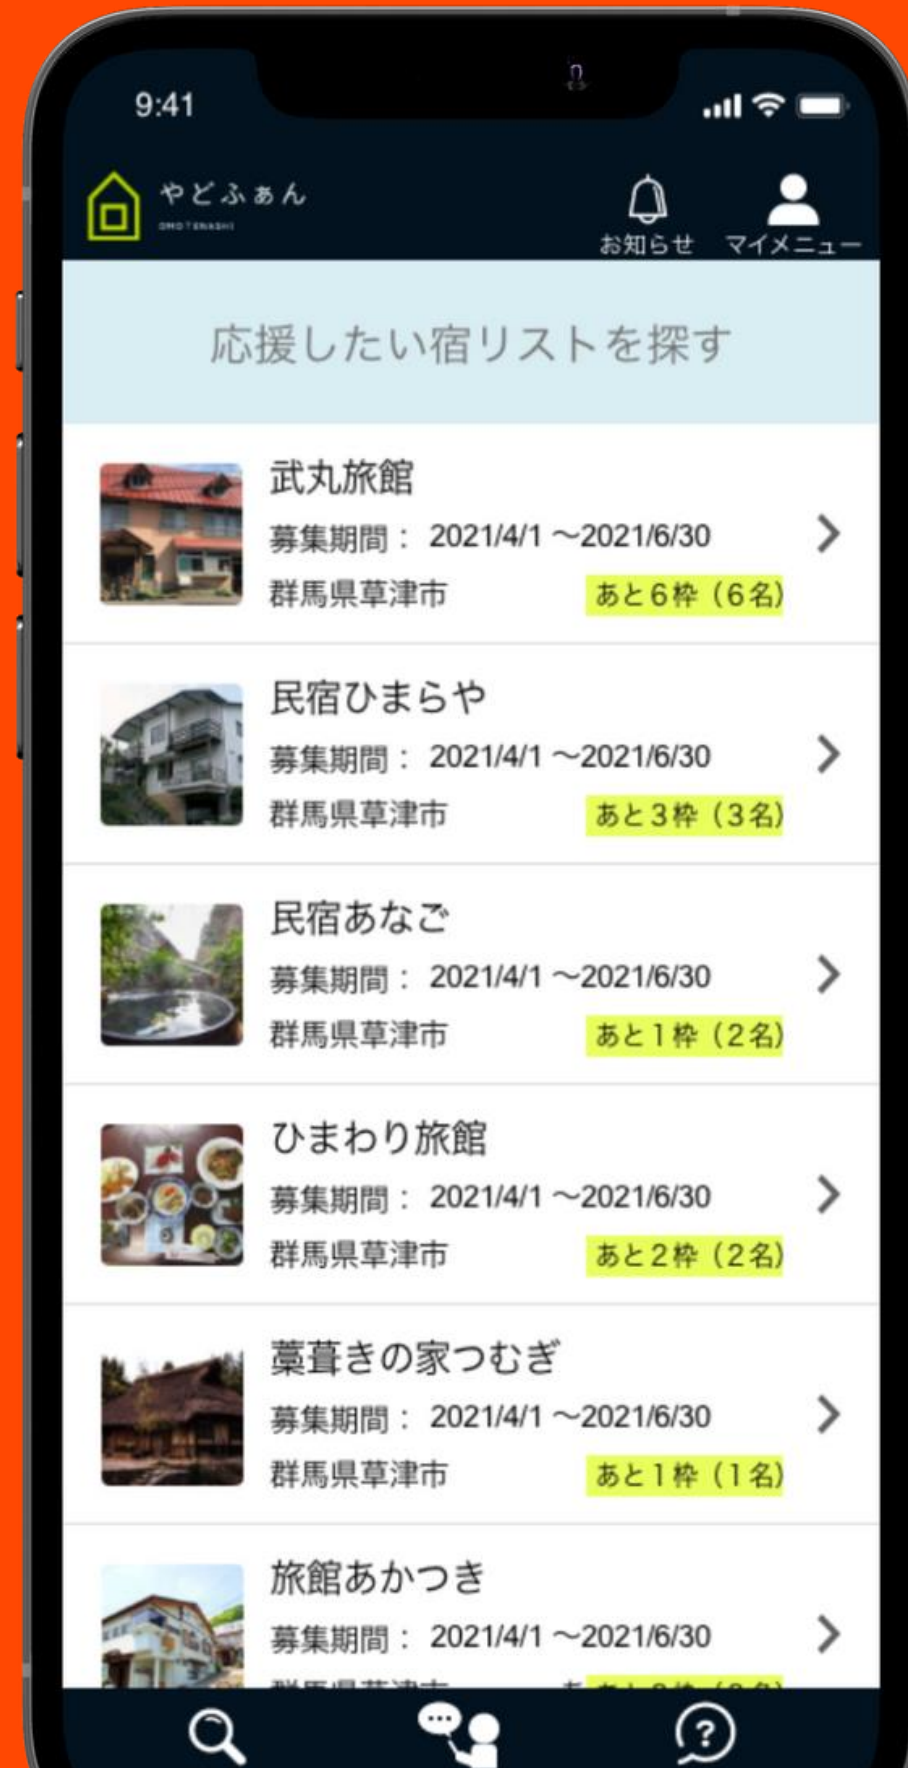 9:41
やどふぁん
OMOTENASHI
お知らせ マイメニュー
応援したい宿リストを探す
武丸旅館
募集期間： 2021/4/1～2021/6/30
群馬県草津市 あと6枠（6名）
民宿ひまらや
募集期間： 2021/4/1～2021/6/30
群馬県草津市 あと3枠（3名）
民宿あなご
募集期間： 2021/4/1～2021/6/30
群馬県草津市 あと1枠（2名）
ひまわり旅館
募集期間： 2021/4/1～2021/6/30
群馬県草津市 あと2枠（2名）
藁葺きの家つむぎ
募集期間： 2021/4/1～2021/6/30
群馬県草津市 あと1枠（1名）
旅館あかつき
募集期間： 2021/4/1～2021/6/30